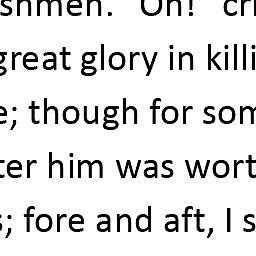 shmen. "Oh!" cri
great glory in killi
e; though for som
ter him was wort
s; fore and aft, I s